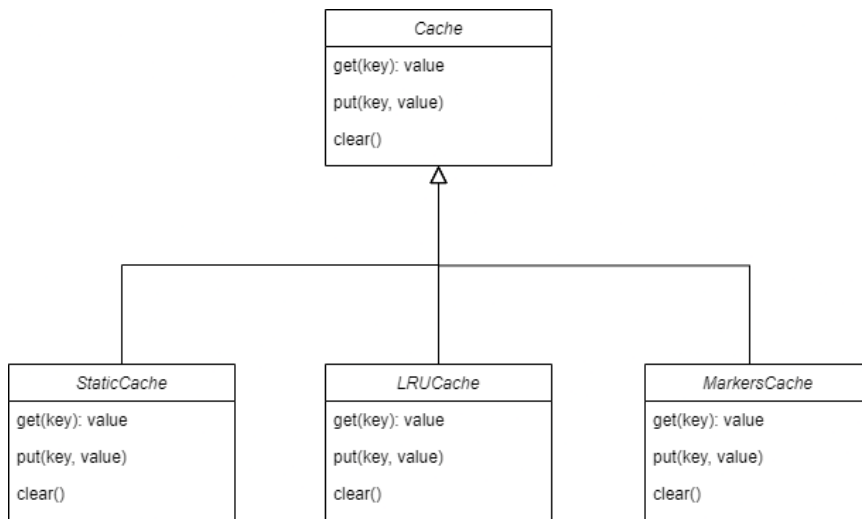 Cache
get(key): value
put(key, value)
clear()
StaticCache
get(key): value
put(key, value)
clear()
LRUCache
get(key): value
put(key, value)
clear()
MarkersCache
get(key): value
put(key, value)
clear()